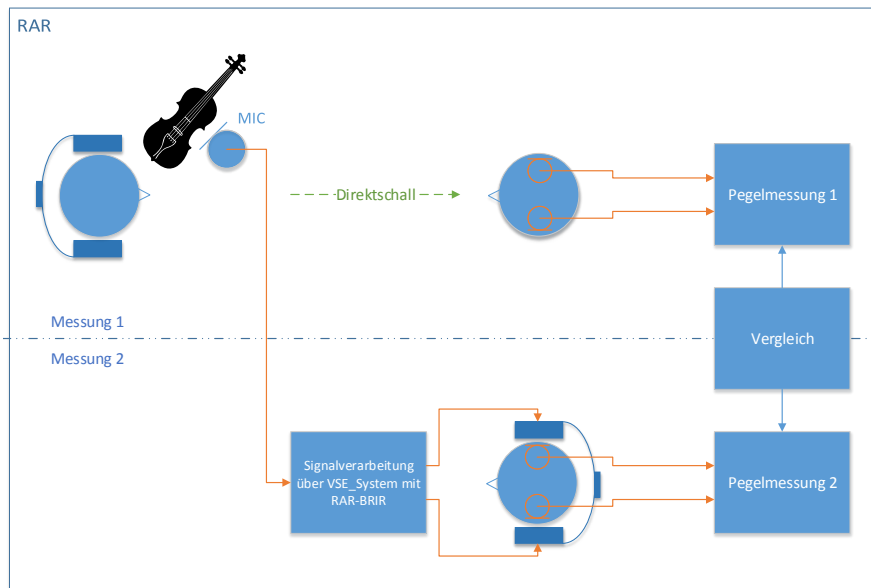 RAR
MIC
Direktschall
Pegelmessung 1
Messung 1
Messung 2
Vergleich
Signalverarbeitung
über VSE_System mit
RAR-BRIR
Pegelmessung 2